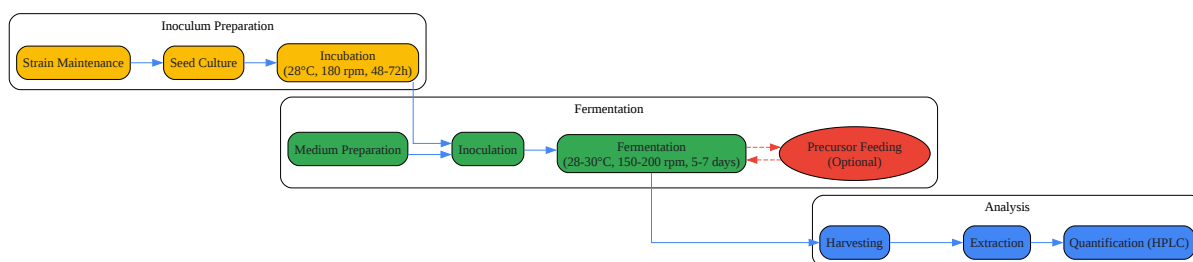 Inoculum Preparation
Strain Maintenance
Seed Culture
Incubation
(28°C, 180 rpm, 48-72h)
Fermentation
Medium Preparation
Inoculation
Fermentation
(28-30°C, 150-200 rpm, 5-7 days)
Precursor Feeding
(Optional)
Analysis
Harvesting
Extraction
Quantification (HPLC)